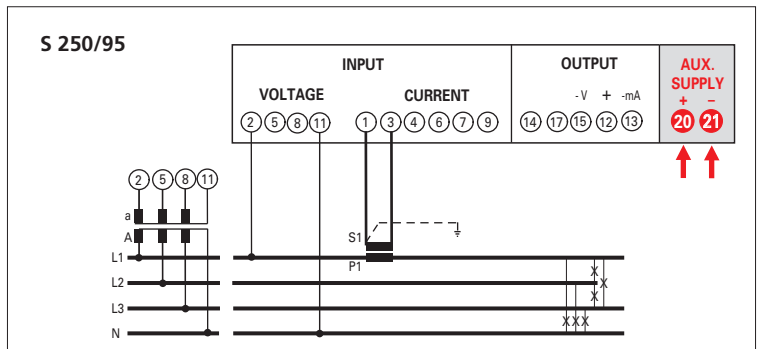 S 250/95
INPUT
OUTPUT
AUX.
SUPPLY
VOLTAGE
CURRENT
- V + -mA
+ –
2 5 8 11 1 3 4 6 7 9 14 17 15 12 13 20 21
2 5 8 11
a
A
S1
P1
L1
L2
L3
N
X
X
X
XXX